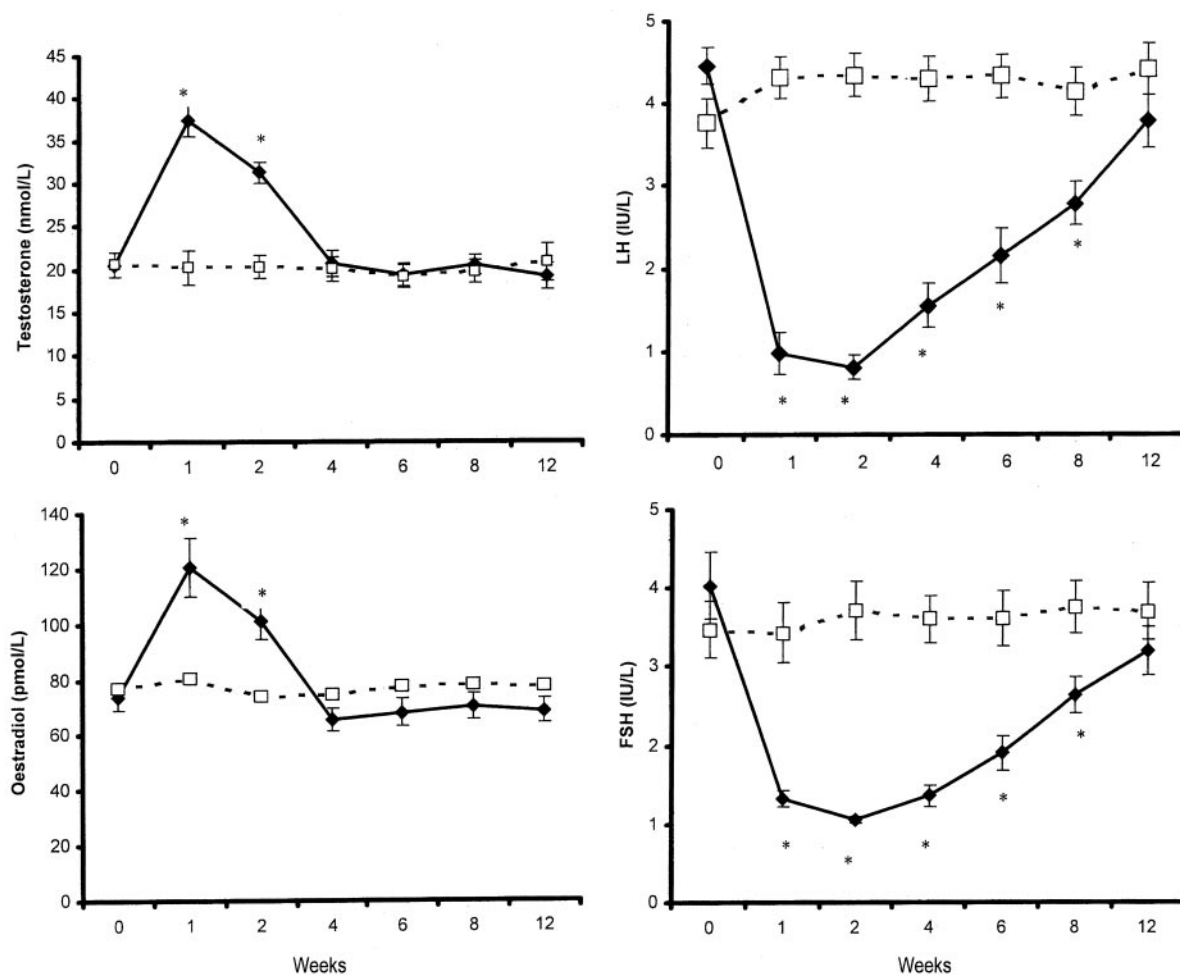 Testosterone (nmol/L)
45
40
35
30
25
20
15
10
5
0
* *
0 1 2 4 6 8 12
LH (IU/L)
5
4
3
2
1
0
* * * * * *
0 1 2 4 6 8 12
Oestradiol (pmol/L)
140
120
100
80
60
40
20
0
* *
0 1 2 4 6 8 12
Weeks
FSH (IU/L)
5
4
3
2
1
0
* * * * *
0 1 2 4 6 8 12
Weeks